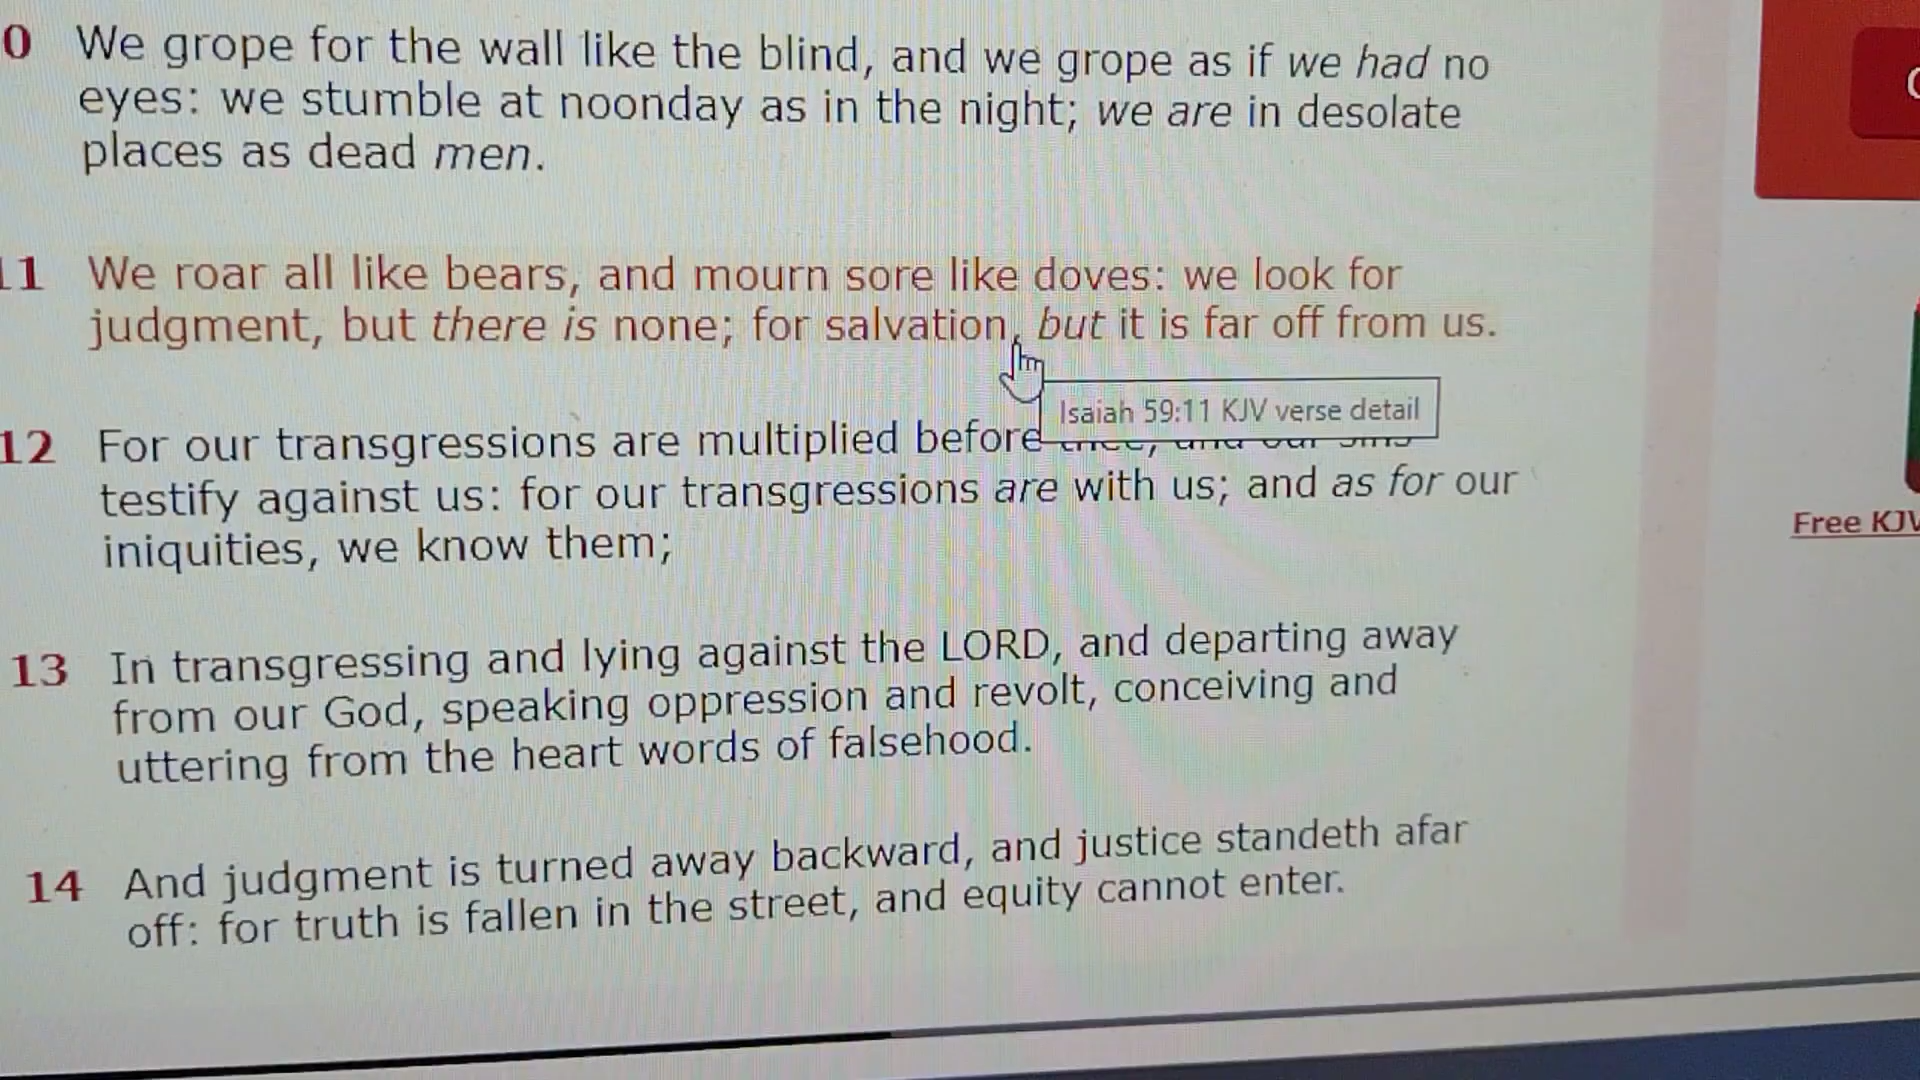 0 We grope for the wall like the blind, and we grope as if we had no
eyes: we stumble at noonday as in the night; we are in desolate
places as dead men.
11 We roar all like bears, and mourn sore like doves: we look for
judgment, but there is none; for salvation, but it is far off from us.
Isaiah 59:11 KJV verse detail
12 For our transgressions are multiplied before thee, and our sins
testify against us: for our transgressions are with us; and as for our
iniquities, we know them;
13 In transgressing and lying against the LORD, and departing away
from our God, speaking oppression and revolt, conceiving and
uttering from the heart words of falsehood.
14 And judgment is turned away backward, and justice standeth afar
off: for truth is fallen in the street, and equity cannot enter.
Free KJV